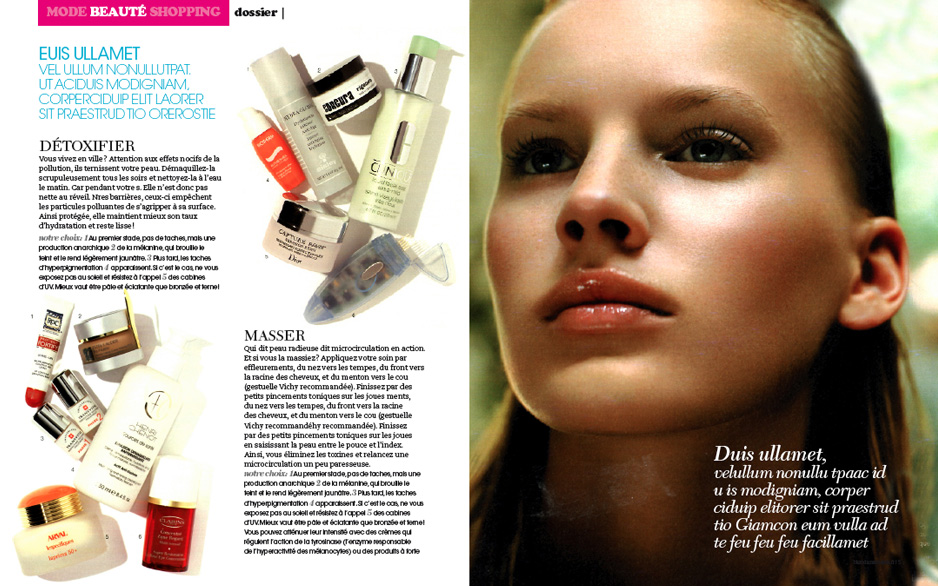 MODE BEAUTÉ SHOPPING dossier |
EUIS ULLAMET
VEL ULLUM NONULLUTPAT.
UT ACIDUIS MODIGNIAM,
CORPERCIDUIP ELIT LAORER
SIT PRAESTRUD TIO OREROSTIE
DÉTOXIFIER
Vous vivez en ville? Attention aux effets nocifs de la
pollution, ils ternissent votre peau. Démaquillez-la
scrupuleusement tous les soirs et nettoyez-la à l'eau
le matin. Car pendant votre s. Elle n'est donc pas
nette au réveil. Nres barrières, ceux-ci empêchent
les particules polluantes de s'agripper à sa surface.
Ainsi protégée, elle maintient mieux son taux
d'hydratation et reste lisse!
notre choix: 1 Au premier stade, pas de taches, mais une
production anarchique 2 de la mélanine, qui brouille le
teint et le rend légèrement jaunâtre. 3 Plus tard, les taches
d'hyperpigmentation 4 apparaissent. Si c'est le cas, ne vous
exposez pas au soleil et résistez à l'appel 5 des cabines
d'UV. Mieux vaut être pâle et éclatante que bronzée et terne!
1
2
3
4
5
6
1
2
3
4
5
6
CLINIQUE
CAPTURE
Dior
ARVAL
CLARINS
MASSER
Qui dit peau radieuse dit microcirculation en action.
Et si vous la massiez? Appliquez votre soin par
effleurements, du nez vers les tempes, du front vers
la racine des cheveux, et du menton vers le cou
(gestuelle Vichy recommandée). Finissez par des
petits pincements toniques sur les joues ments,
du nez vers les tempes, du front vers la racine
des cheveux, et du menton vers le cou (gestuelle
Vichy recommandéhy recommandée). Finissez
par des petits pincements toniques sur les joues
en saisissant la peau entre le pouce et l'index.
Ainsi, vous éliminez les toxines et relancez une
microcirculation un peu paresseuse.
notre choix: 1 Au premier stade, pas de taches, mais une
production anarchique 2 de la mélanine, qui brouille le
teint et le rend légèrement jaunâtre. 3 Plus tard, les taches
d'hyperpigmentation 4 apparaissent. Si c'est le cas, ne vous
exposez pas au soleil et résistez à l'appel 5 des cabines
d'UV. Mieux vaut être pâle et éclatante que bronzée et terne!
Vous pouvez atténuer leur intensité avec des crèmes qui
régulent l'action de la tyrosinase (l'enzyme responsable
de l'hyperactivité des mélanocytes) ou des produits à forte
Duis ullamet,
velullum nonullu tpaac id
u is modigniam, corper
ciduip elitorer sit praestrud
tio Giamcon eum vulla ad
te feu feu feu facillamet